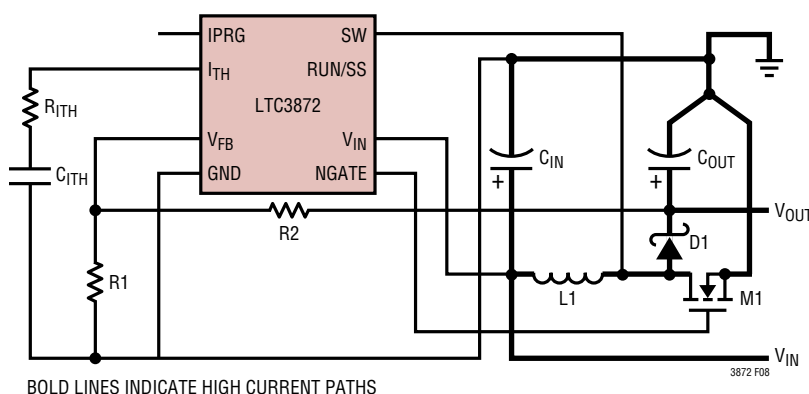 IPRG
SW
ITH
RUN/SS
RITH
LTC3872
VFB
VIN
CITH
GND
NGATE
CIN
COUT
VOUT
R2
D1
R1
L1
M1
VIN
3872 F08
BOLD LINES INDICATE HIGH CURRENT PATHS
+
+